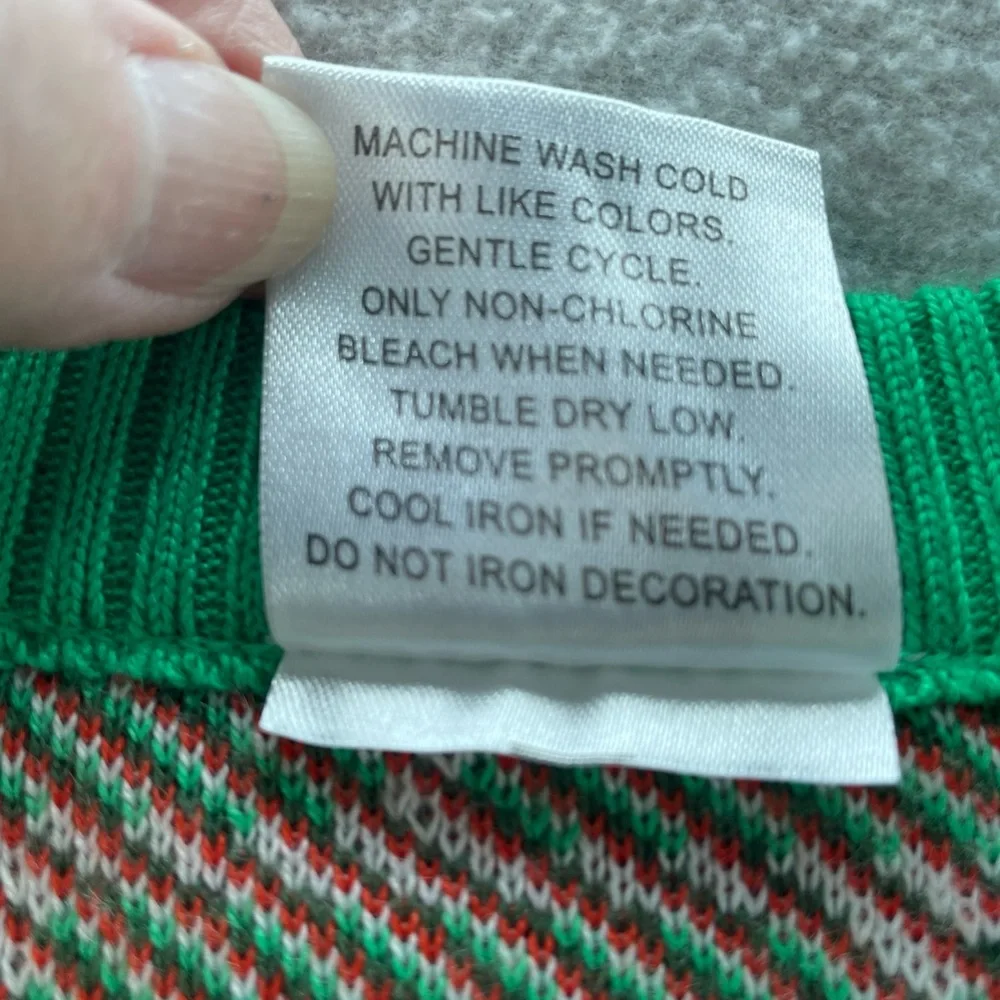 MACHINE WASH COLD
WITH LIKE COLORS.
GENTLE CYCLE.
ONLY NON-CHLORINE
BLEACH WHEN NEEDED.
TUMBLE DRY LOW.
REMOVE PROMPTLY.
COOL IRON IF NEEDED.
DO NOT IRON DECORATION.